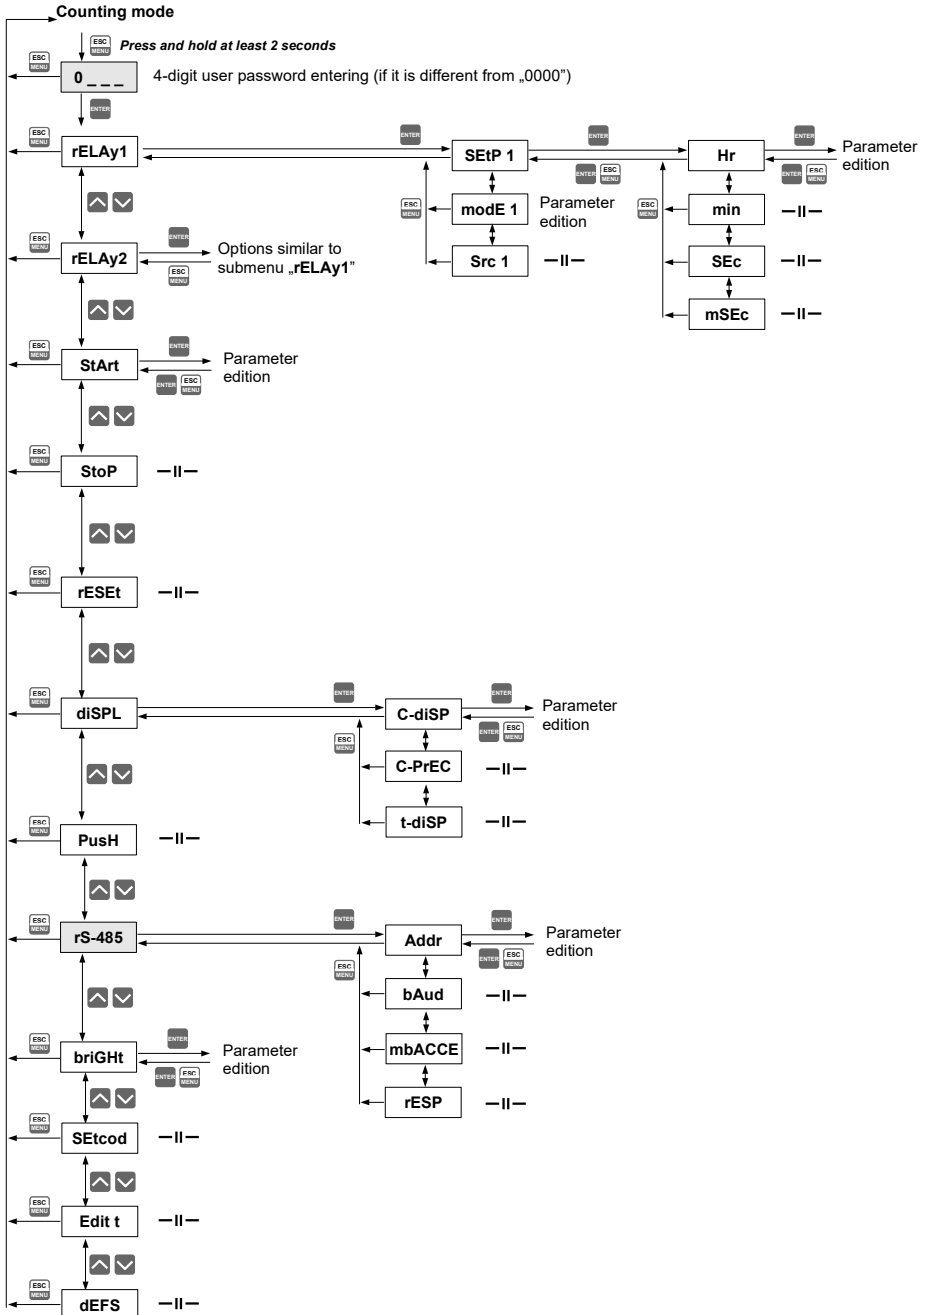 Counting mode
ESC
MENU
Press and hold at least 2 seconds
ESC
MENU
0 _ _ _
4-digit user password entering (if it is different from „0000”)
ENTER
ESC
MENU
rELAy1
ENTER
SEtP 1
ENTER
ENTER ESC
MENU
Hr
ENTER
ENTER ESC
MENU
Parameter
edition
ESC
MENU
modE 1
Parameter
edition
ESC
MENU
min
—II—
Src 1
—II—
SEc
—II—
mSEc
—II—
ESC
MENU
rELAy2
ENTER
ESC
MENU
Options similar to
submenu „rELAy1”
ESC
MENU
StArt
ENTER
ENTER ESC
MENU
Parameter
edition
ESC
MENU
StoP
—II—
ESC
MENU
rESEt
—II—
ESC
MENU
diSPL
ENTER
C-diSP
ENTER
ENTER ESC
MENU
Parameter
edition
ESC
MENU
C-PrEC
—II—
t-diSP
—II—
ESC
MENU
PusH
—II—
ESC
MENU
rS-485
ENTER
Addr
ENTER
ENTER ESC
MENU
Parameter
edition
ESC
MENU
bAud
—II—
mbACCE
—II—
rESP
—II—
ESC
MENU
briGHt
ENTER
ENTER ESC
MENU
Parameter
edition
ESC
MENU
SEtcod
—II—
ESC
MENU
Edit t
—II—
ESC
MENU
dEFS
—II—